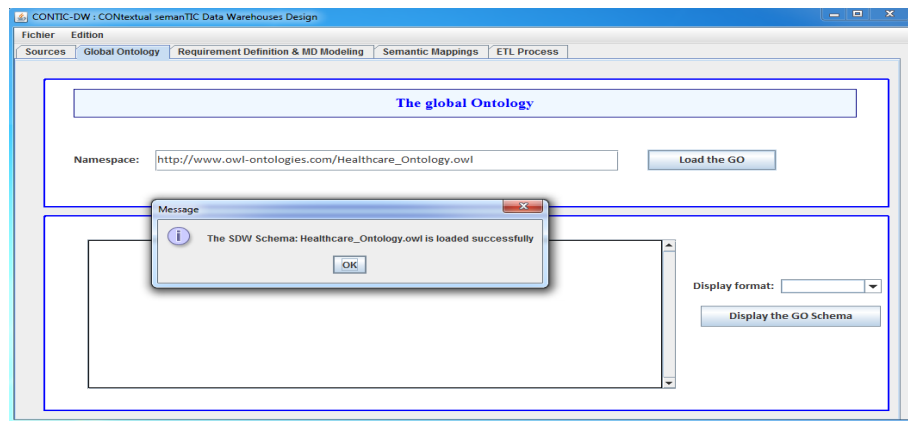 CONTIC-DW : CONtextual semanTIC Data Warehouses Design
Fichier Edition
Sources Global Ontology Requirement Definition & MD Modeling Semantic Mappings ETL Process
The global Ontology
Namespace: http://www.owl-ontologies.com/Healthcare_Ontology.owl Load the GO
Message
The SDW Schema: Healthcare_Ontology.owl is loaded successfully
OK
Display format:
Display the GO Schema